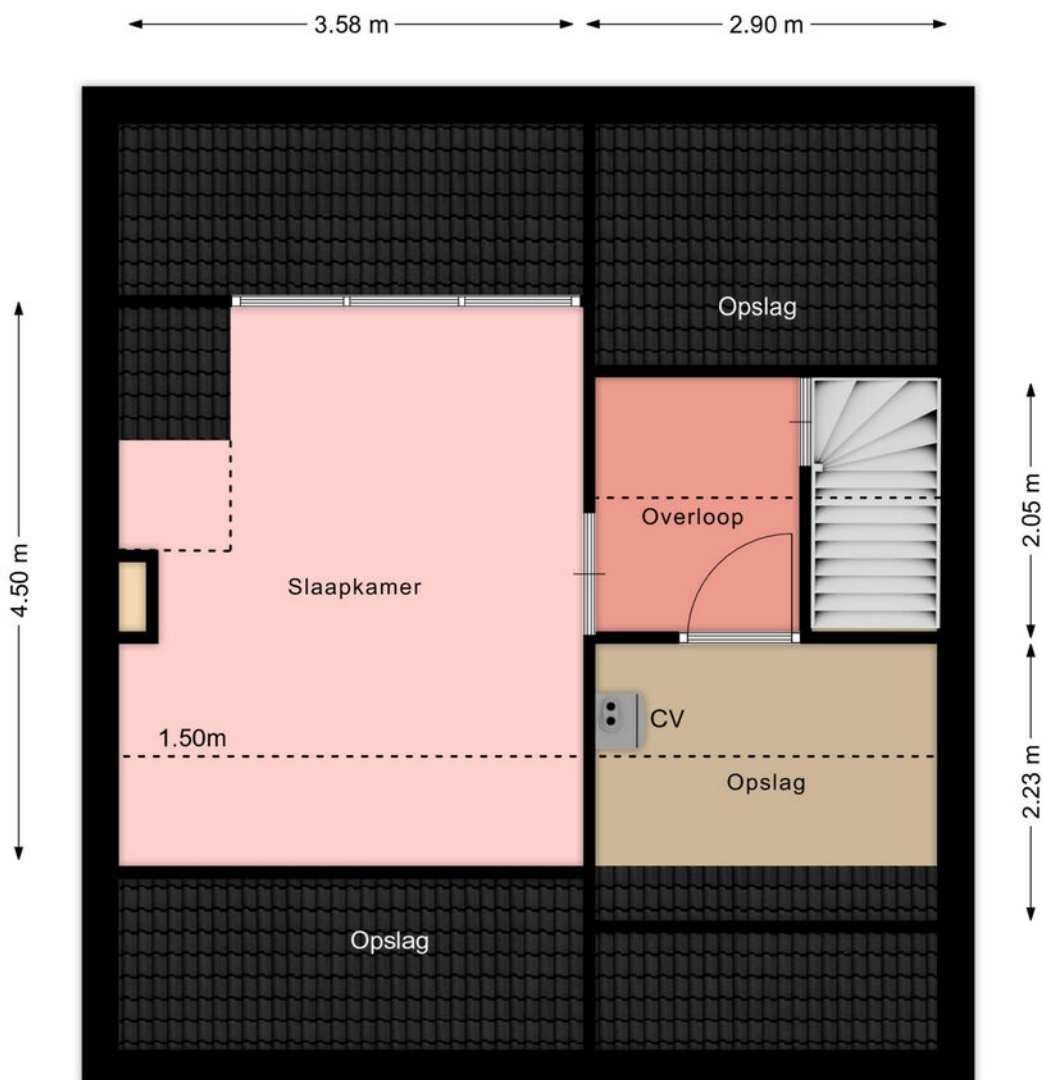 3.58 m
2.90 m
Opslag
4.50 m
2.05 m
Overloop
Slaapkamer
CV
1.50m
Opslag
2.23 m
Opslag